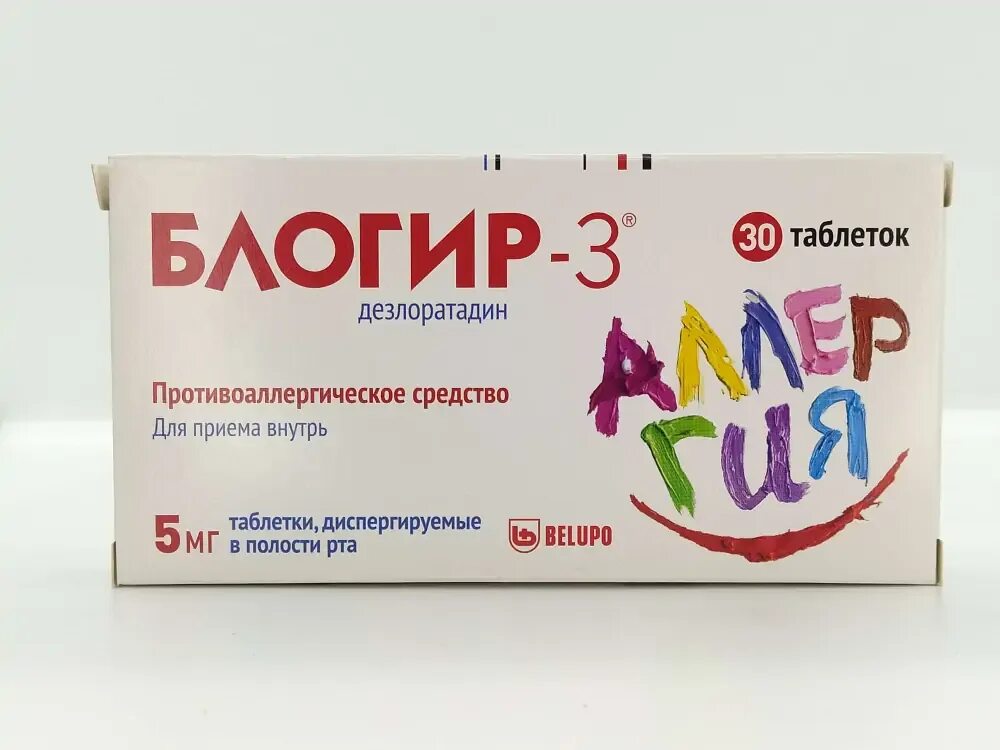 БЛОГИР-3®
дезлоратадин
30 таблеток
Противоаллергическое средство
Для приема внутрь
АЛЛЕР
ГИЯ
5 мг таблетки, диспергируемые
в полости рта
BELUPO